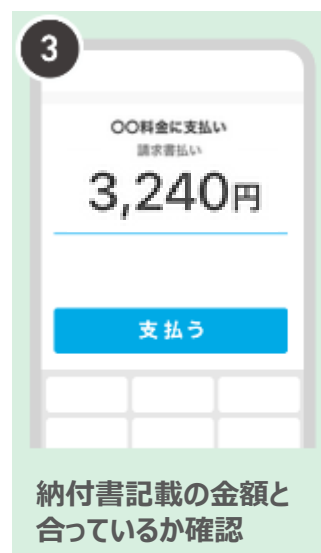 3
〇〇料金に支払い
請求書払い
3,240円
支払う
納付書記載の金額と
合っているか確認